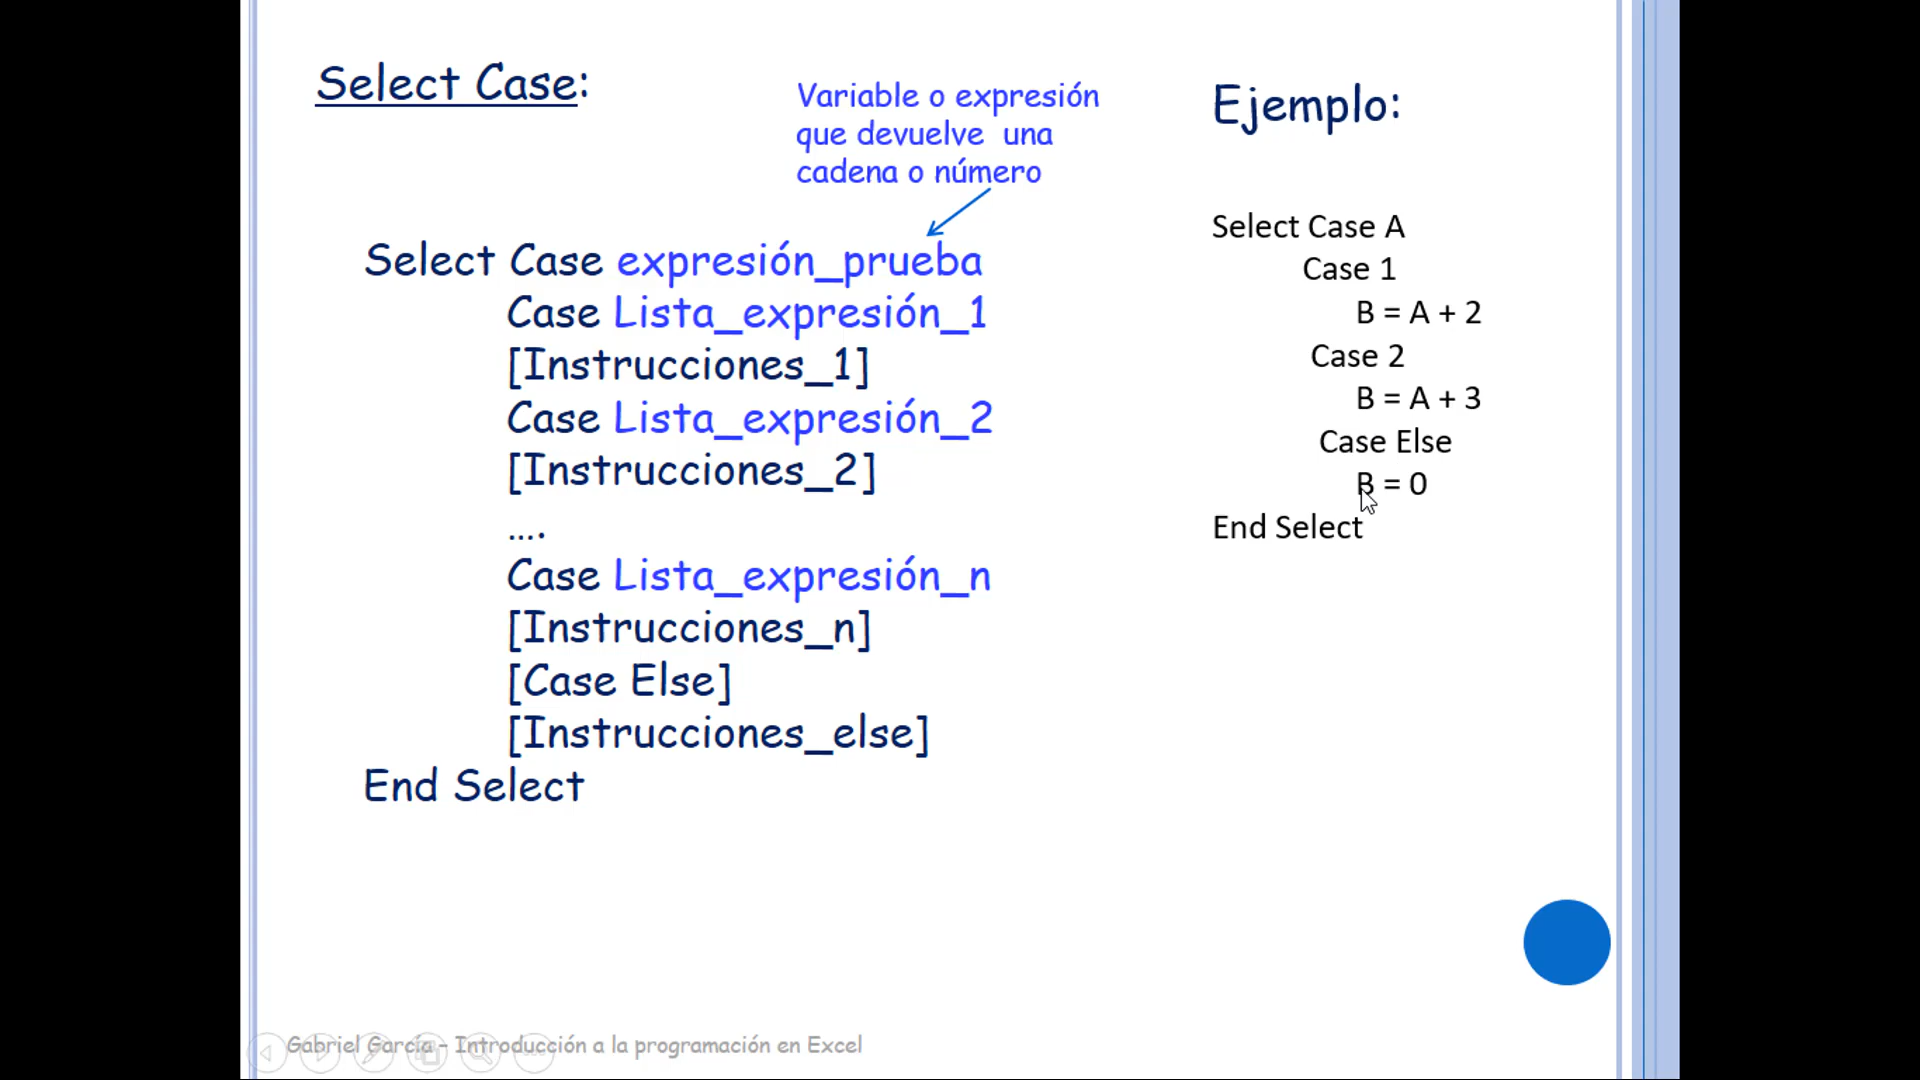 Select Case:
Variable o expresión
que devuelve una
cadena o número
Select Case expresión_prueba
Case Lista_expresión_1
[Instrucciones_1]
Case Lista_expresión_2
[Instrucciones_2]
....
Case Lista_expresión_n
[Instrucciones_n]
[Case Else]
[Instrucciones_else]
End Select
Ejemplo:
Select Case A
Case 1
B = A + 2
Case 2
B = A + 3
Case Else
B = 0
End Select
Gabriel García – Introducción a la programación en Excel